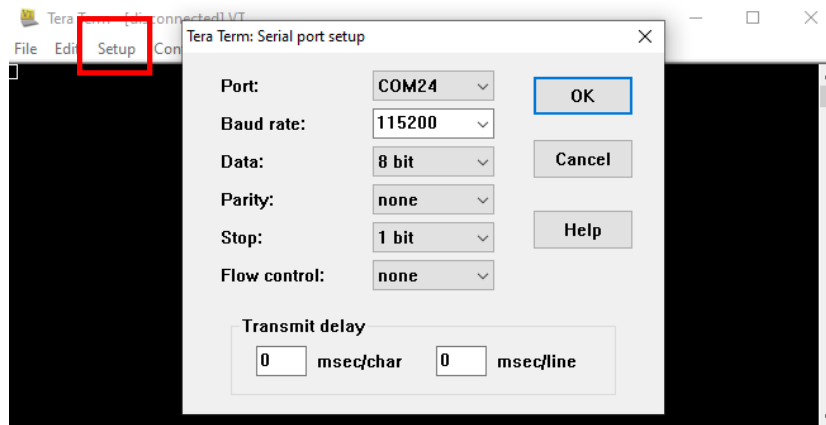 Tera Term - [disconnected] VT
File Edit Setup Con
Tera Term: Serial port setup
Port: COM24 OK
Baud rate: 115200
Data: 8 bit Cancel
Parity: none
Stop: 1 bit Help
Flow control: none
Transmit delay
0 msec/char 0 msec/line